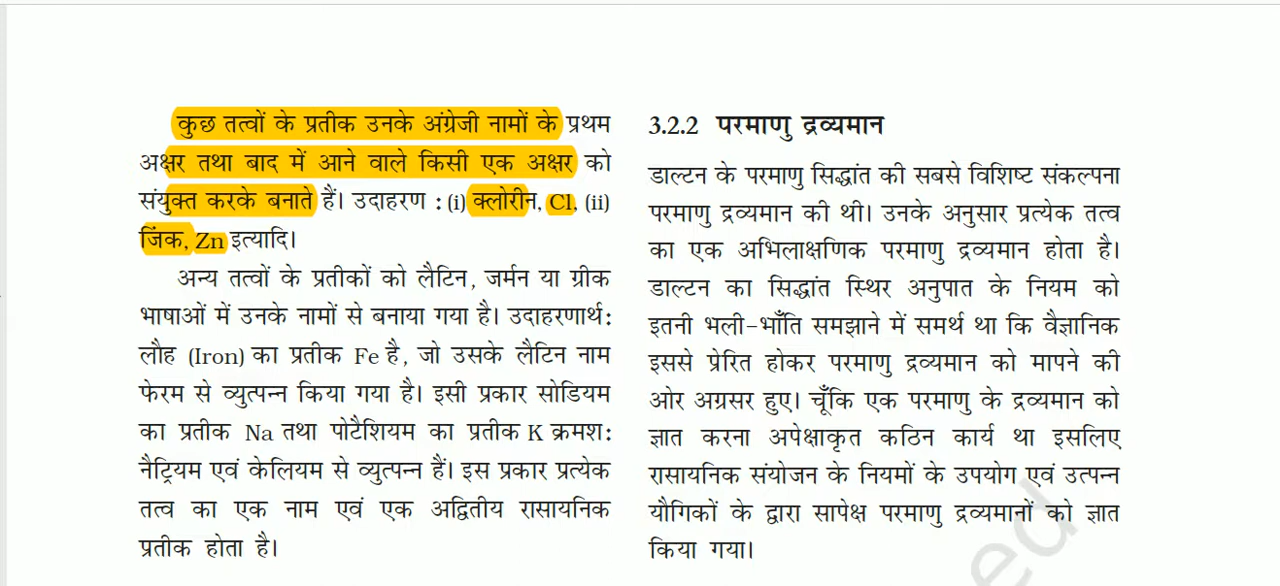 कुछ तत्वों के प्रतीक उनके अंग्रेजी नामों के प्रथम
अक्षर तथा बाद में आने वाले किसी एक अक्षर को
संयुक्त करके बनाते हैं। उदाहरण : (i) क्लोरीन, Cl, (ii)
जिंक, Zn इत्यादि।
अन्य तत्वों के प्रतीकों को लैटिन, जर्मन या ग्रीक
भाषाओं में उनके नामों से बनाया गया है। उदाहरणार्थ:
लौह (Iron) का प्रतीक Fe है, जो उसके लैटिन नाम
फेरम से व्युत्पन्न किया गया है। इसी प्रकार सोडियम
का प्रतीक Na तथा पोटैशियम का प्रतीक K क्रमश:
नैट्रियम एवं केलियम से व्युत्पन्न हैं। इस प्रकार प्रत्येक
तत्व का एक नाम एवं एक अद्वितीय रासायनिक
प्रतीक होता है।
3.2.2 परमाणु द्रव्यमान
डाल्टन के परमाणु सिद्धांत की सबसे विशिष्ट संकल्पना
परमाणु द्रव्यमान की थी। उनके अनुसार प्रत्येक तत्व
का एक अभिलाक्षणिक परमाणु द्रव्यमान होता है।
डाल्टन का सिद्धांत स्थिर अनुपात के नियम को
इतनी भली-भाँति समझाने में समर्थ था कि वैज्ञानिक
इससे प्रेरित होकर परमाणु द्रव्यमान को मापने की
ओर अग्रसर हुए। चूँकि एक परमाणु के द्रव्यमान को
ज्ञात करना अपेक्षाकृत कठिन कार्य था इसलिए
रासायनिक संयोजन के नियमों के उपयोग एवं उत्पन्न
यौगिकों के द्वारा सापेक्ष परमाणु द्रव्यमानों को ज्ञात
किया गया।
ed